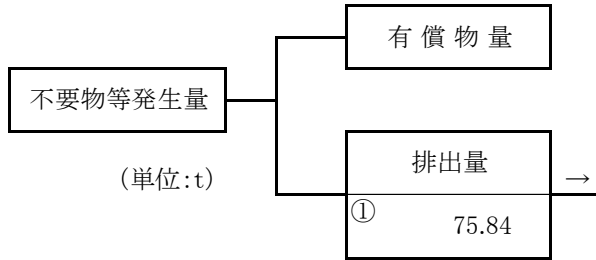 有償物量
不要物等発生量
(単位:t)
排出量
→
①
75.84